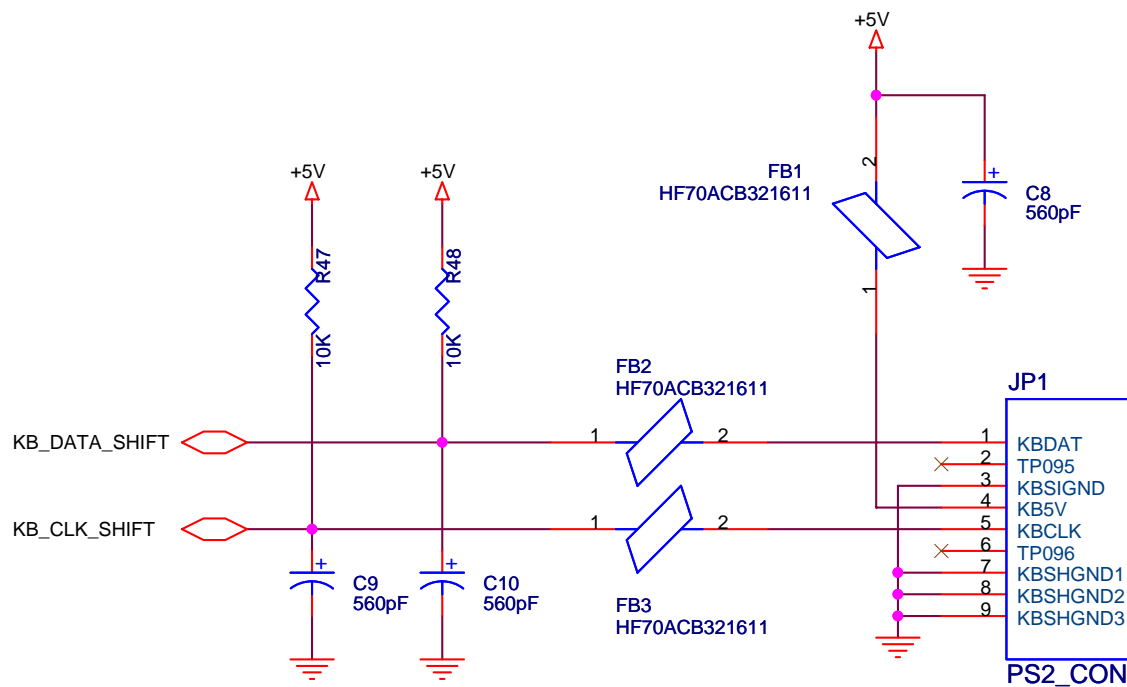 +5V
FB1
HF70ACB321611
2
1
+
C8
560pF
+5V
+5V
R47
10K
R48
10K
FB2
HF70ACB321611
JP1
KB_DATA_SHIFT
1
2
1
KBDAT
2
TP095
3
KBSIGND
4
KB5V
KB_CLK_SHIFT
1
2
5
KBCLK
6
TP096
7
KBSHGND1
8
KBSHGND2
9
KBSHGND3
+
C9
560pF
+
C10
560pF
FB3
HF70ACB321611
PS2_CON